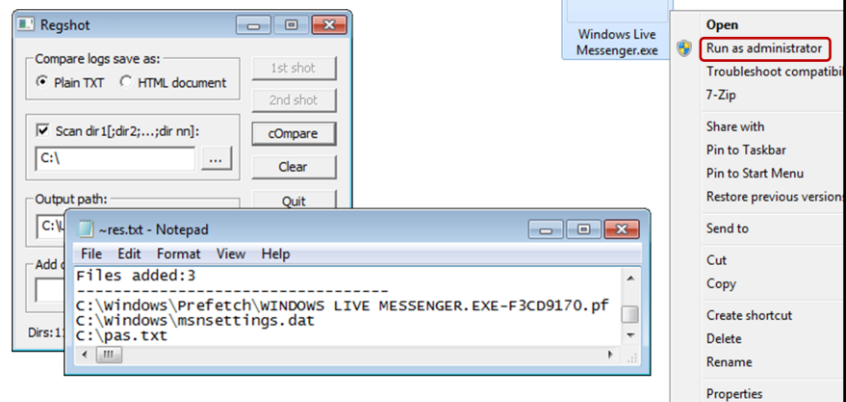 Regshot
Compare logs save as:
Plain TXT
HTML document
1st shot
2nd shot
Scan dir1[;dir2;...;dir nn]:
cOmpare
C:\
...
Clear
Output path:
Quit
~res.txt - Notepad
File Edit Format View Help
Files added:3
-----------------------------------
C:\Windows\Prefetch\WINDOWS LIVE MESSENGER.EXE-F3CD9170.pf
C:\Windows\msnsettings.dat
C:\pas.txt
Windows Live
Messenger.exe
Open
Run as administrator
Troubleshoot
7-Zip
Share with
Pin to Taskbar
Pin to Start Menu
Restore previous versions
Send to
Cut
Copy
Create shortcut
Delete
Rename
Properties